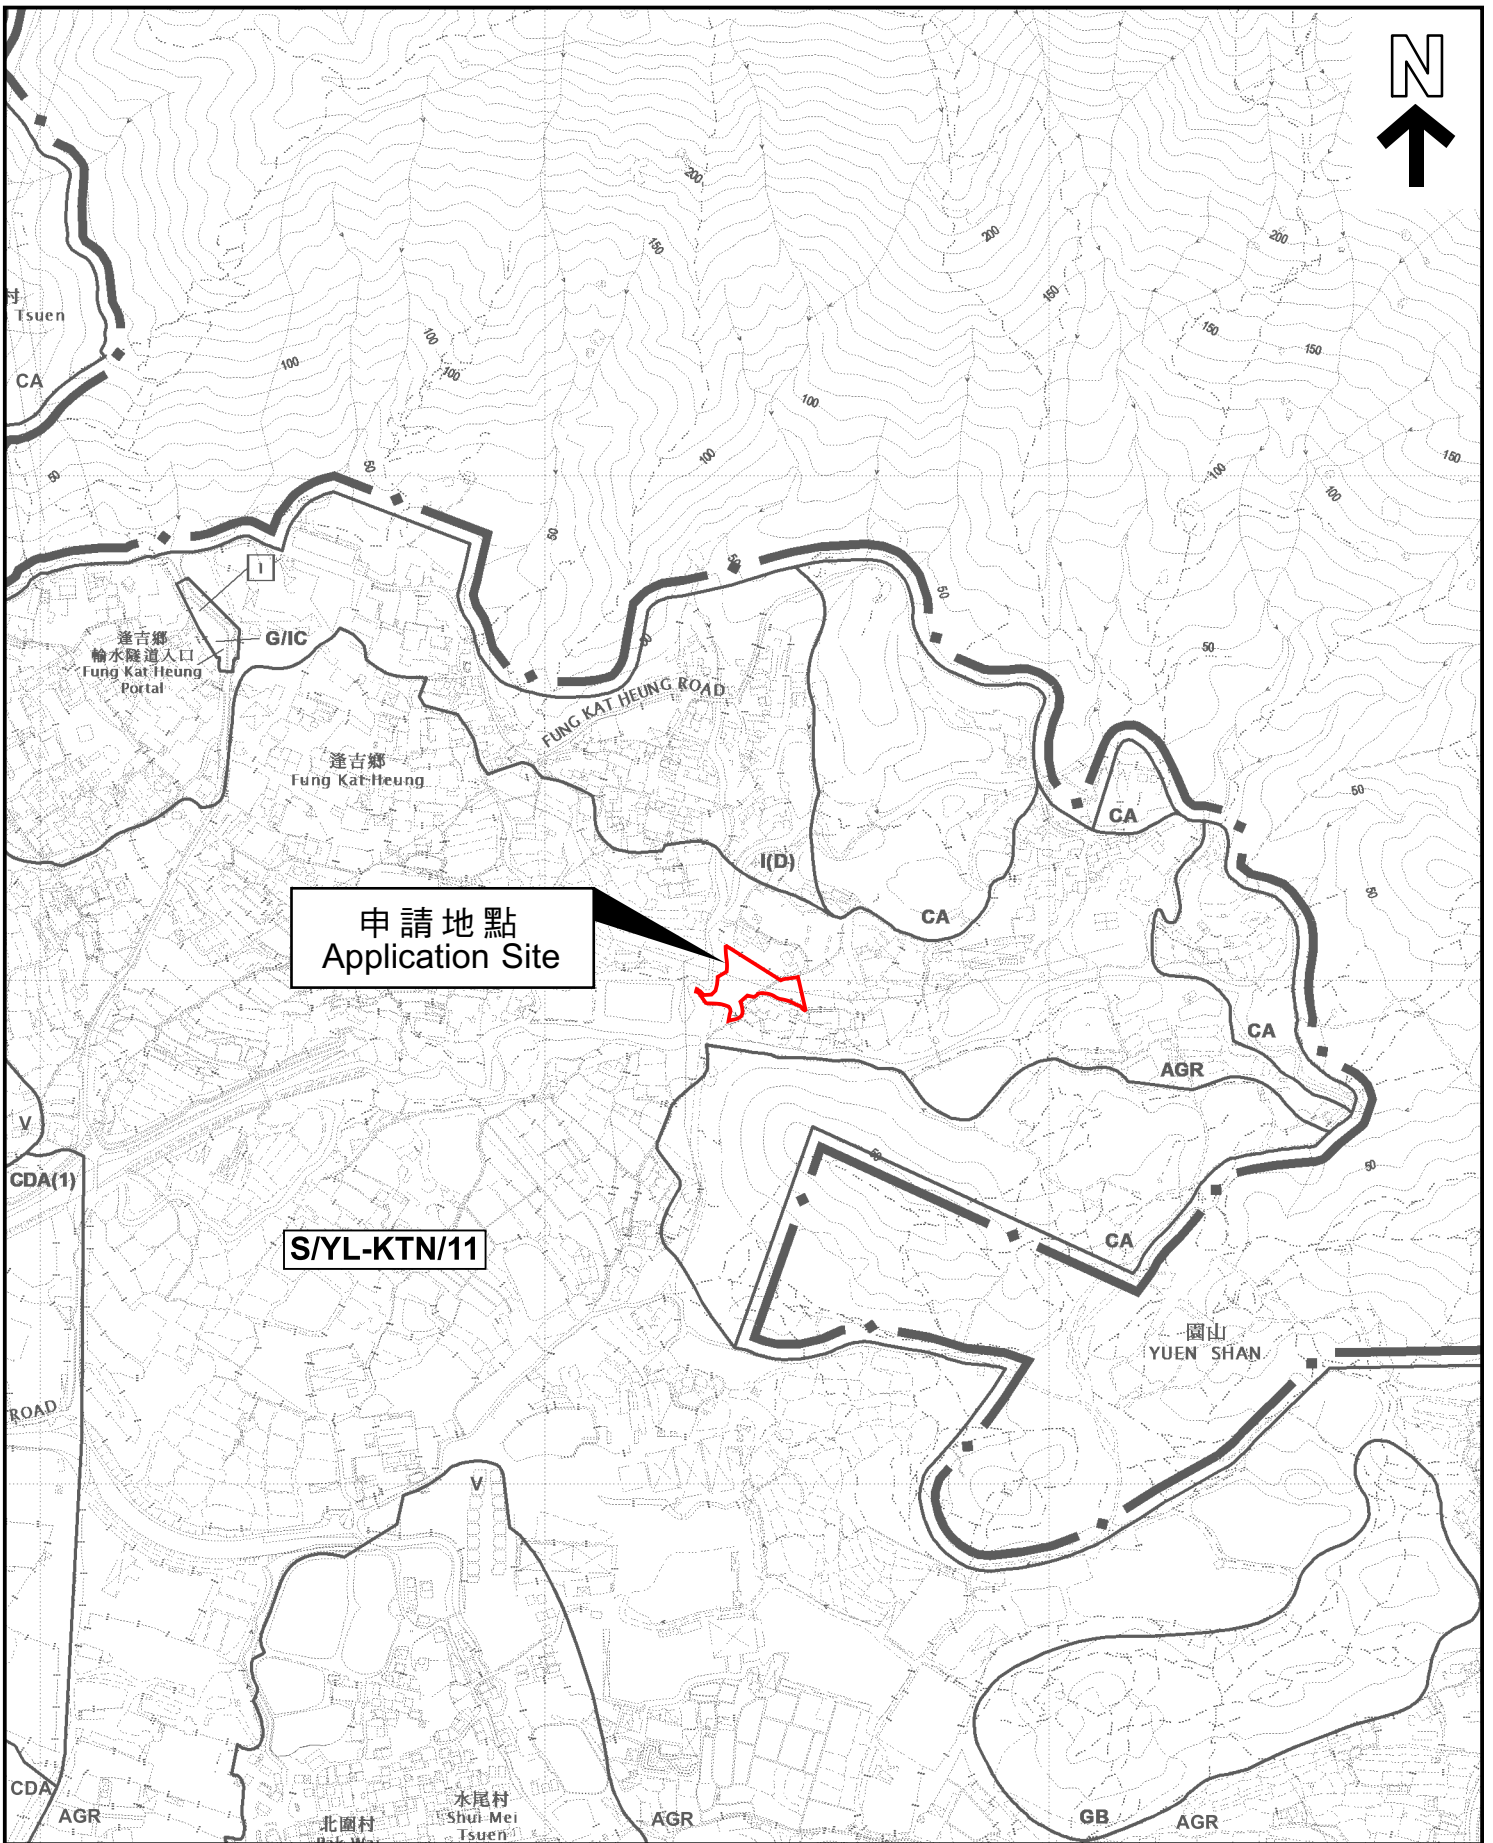 N
200
200
200
150
村
Tsuen
150
150
150
100
100
100
CA
100
150
100
50
50
100
100
50
50
50
I
G/IC
逢吉鄉
輸水隧道入口
Fung Kat Heung
Portal
50
50
FUNG KAT HEUNG ROAD
逢吉鄉
Fung Kat Heung
50
CA
I(D)
50
申請地點
Application Site
CA
CA
AGR
V
50
50
CDA(1)
CA
S/YL-KTN/11
園山
YUEN SHAN
ROAD
V
CDA
AGR
水尾村
Shui Mei
Tsuen
北圍村
AGR
GB
AGR